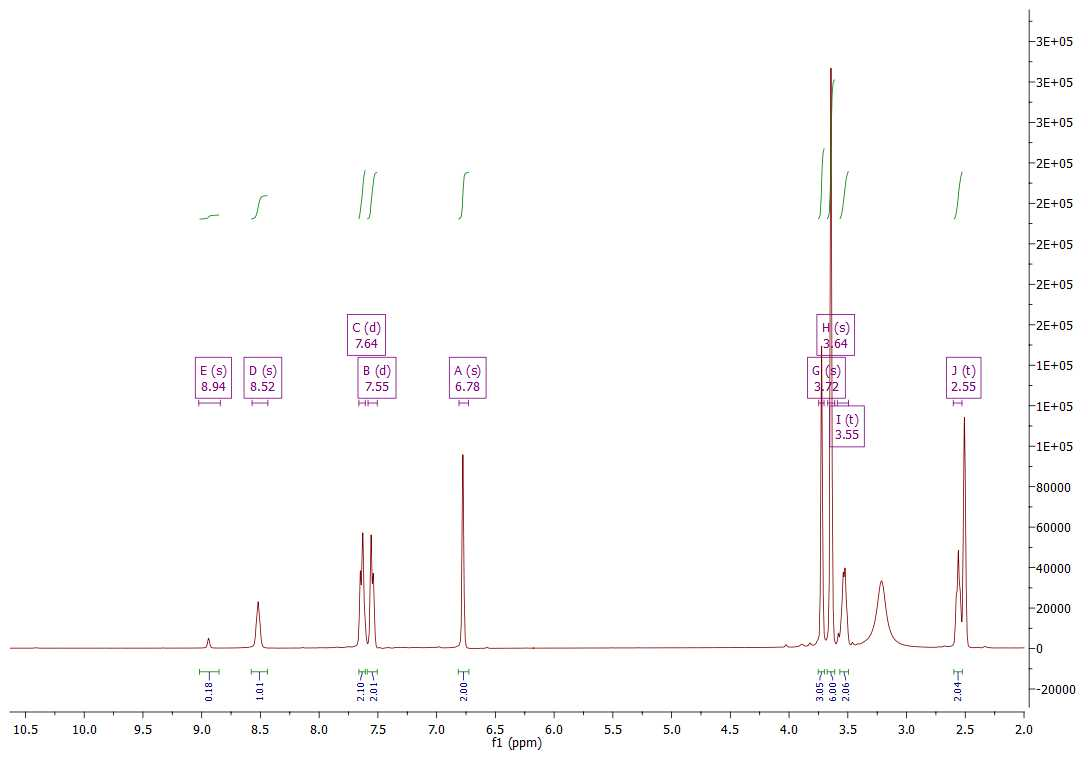 3E+05
3E+05
3E+05
2E+05
2E+05
2E+05
2E+05
2E+05
1E+05
1E+05
1E+05
80000
60000
40000
20000
0
-20000
C (d)
7.64
H (s)
3.64
E (s)
8.94
D (s)
8.52
B (d)
7.55
A (s)
6.78
G (s)
3.72
J (t)
2.55
I (t)
3.55
0.18
1.01
2.10
2.01
2.00
3.05
6.00
2.06
2.04
10.5 10.0 9.5 9.0 8.5 8.0 7.5 7.0 6.5 6.0 5.5 5.0 4.5 4.0 3.5 3.0 2.5 2.0
f1 (ppm)